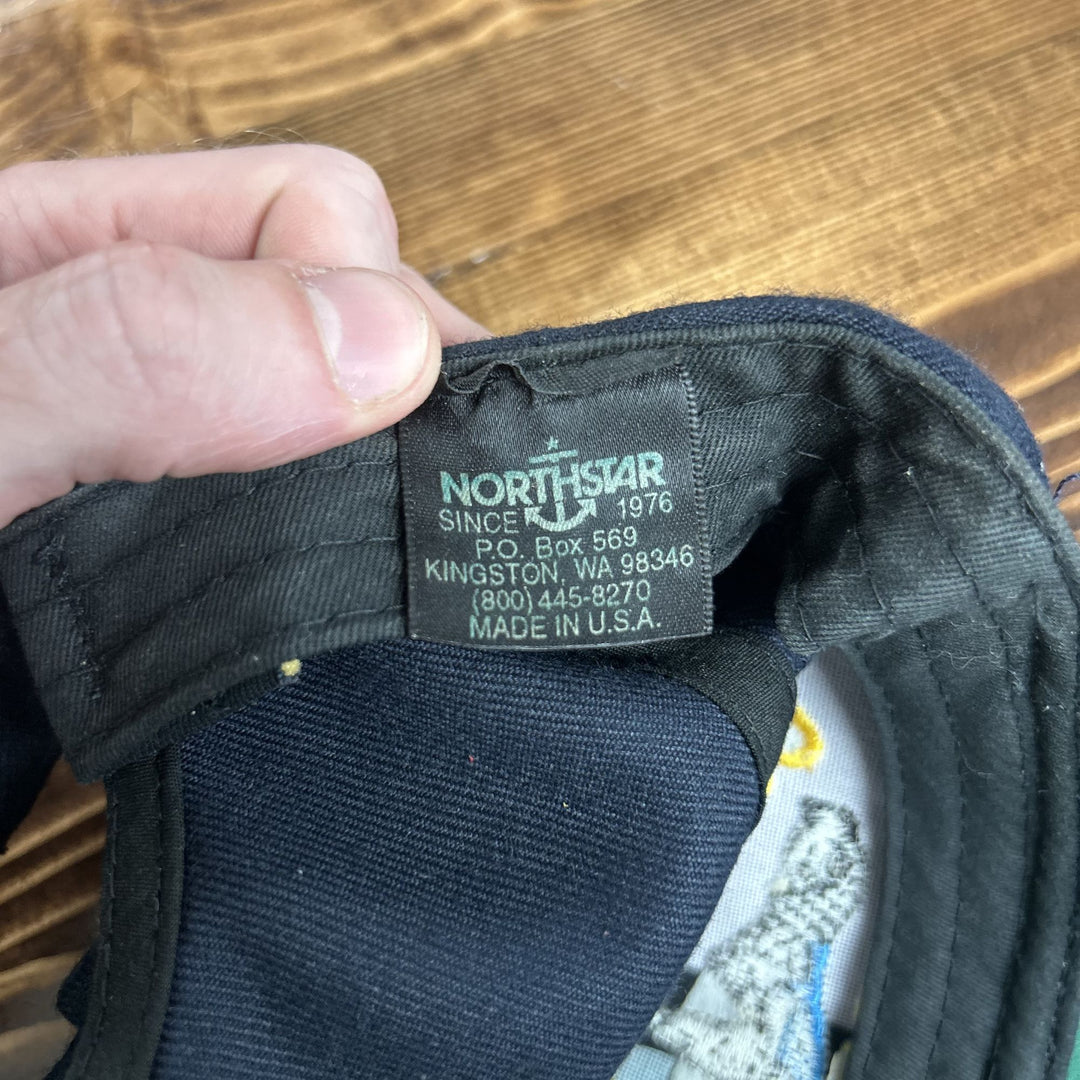 NORTHSTAR
SINCE 1976
P.O. Box 569
KINGSTON, WA 98346
(800) 445-8270
MADE IN U.S.A.